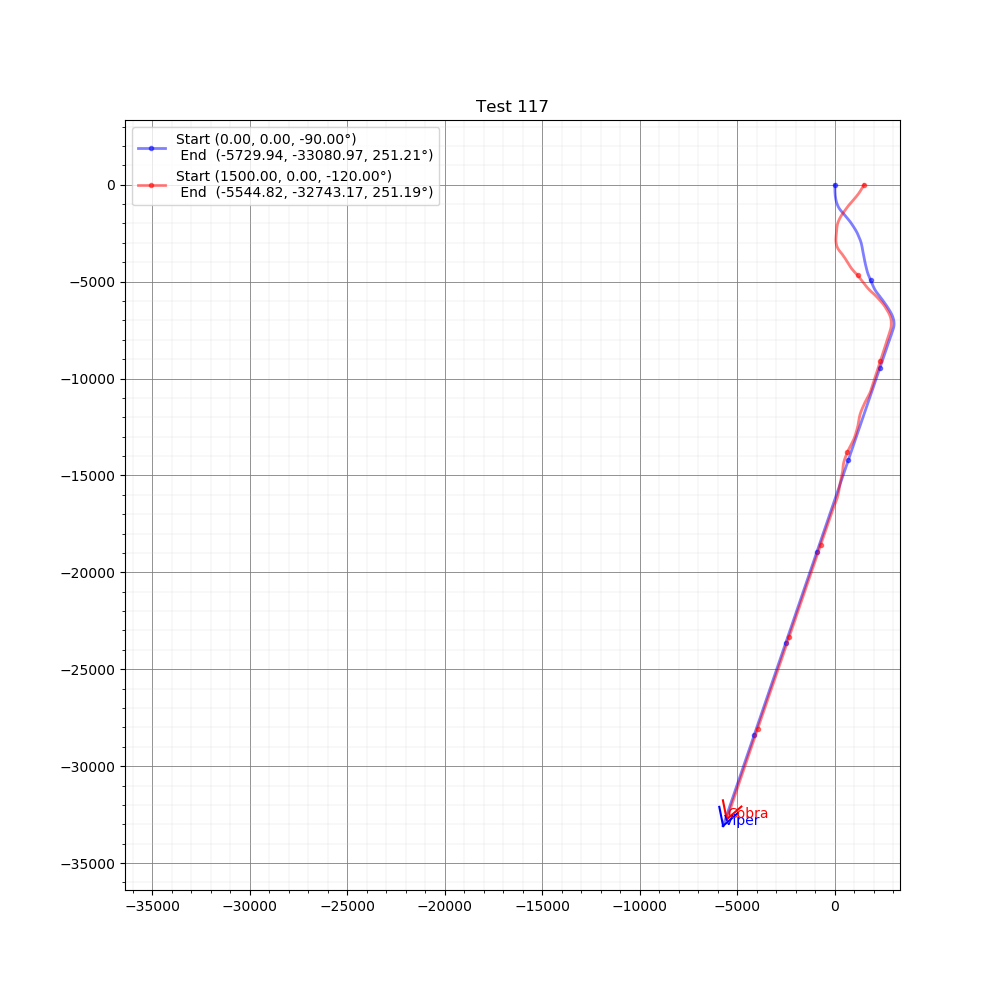 Test 117
Start (0.00, 0.00, -90.00°)
End (-5729.94, -33080.97, 251.21°)
Start (1500.00, 0.00, -120.00°)
End (-5544.82, -32743.17, 251.19°)
0
−5000
−10000
−15000
−20000
−25000
−30000
−35000
Cobra
Viper
−35000 −30000 −25000 −20000 −15000 −10000 −5000 0